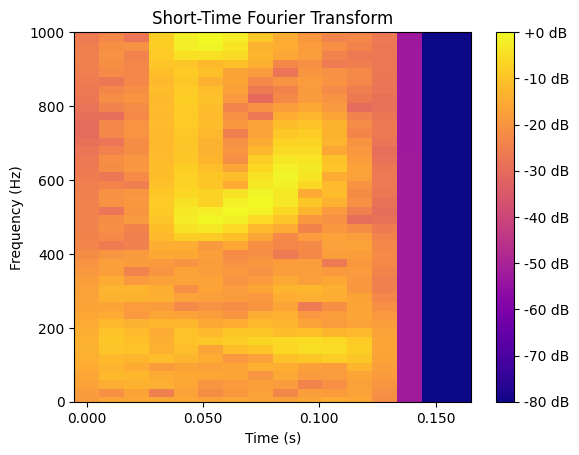 Short-Time Fourier Transform
1000
800
600
400
200
0
Frequency (Hz)
0.000
0.050
0.100
0.150
Time (s)
+0 dB
-10 dB
-20 dB
-30 dB
-40 dB
-50 dB
-60 dB
-70 dB
-80 dB